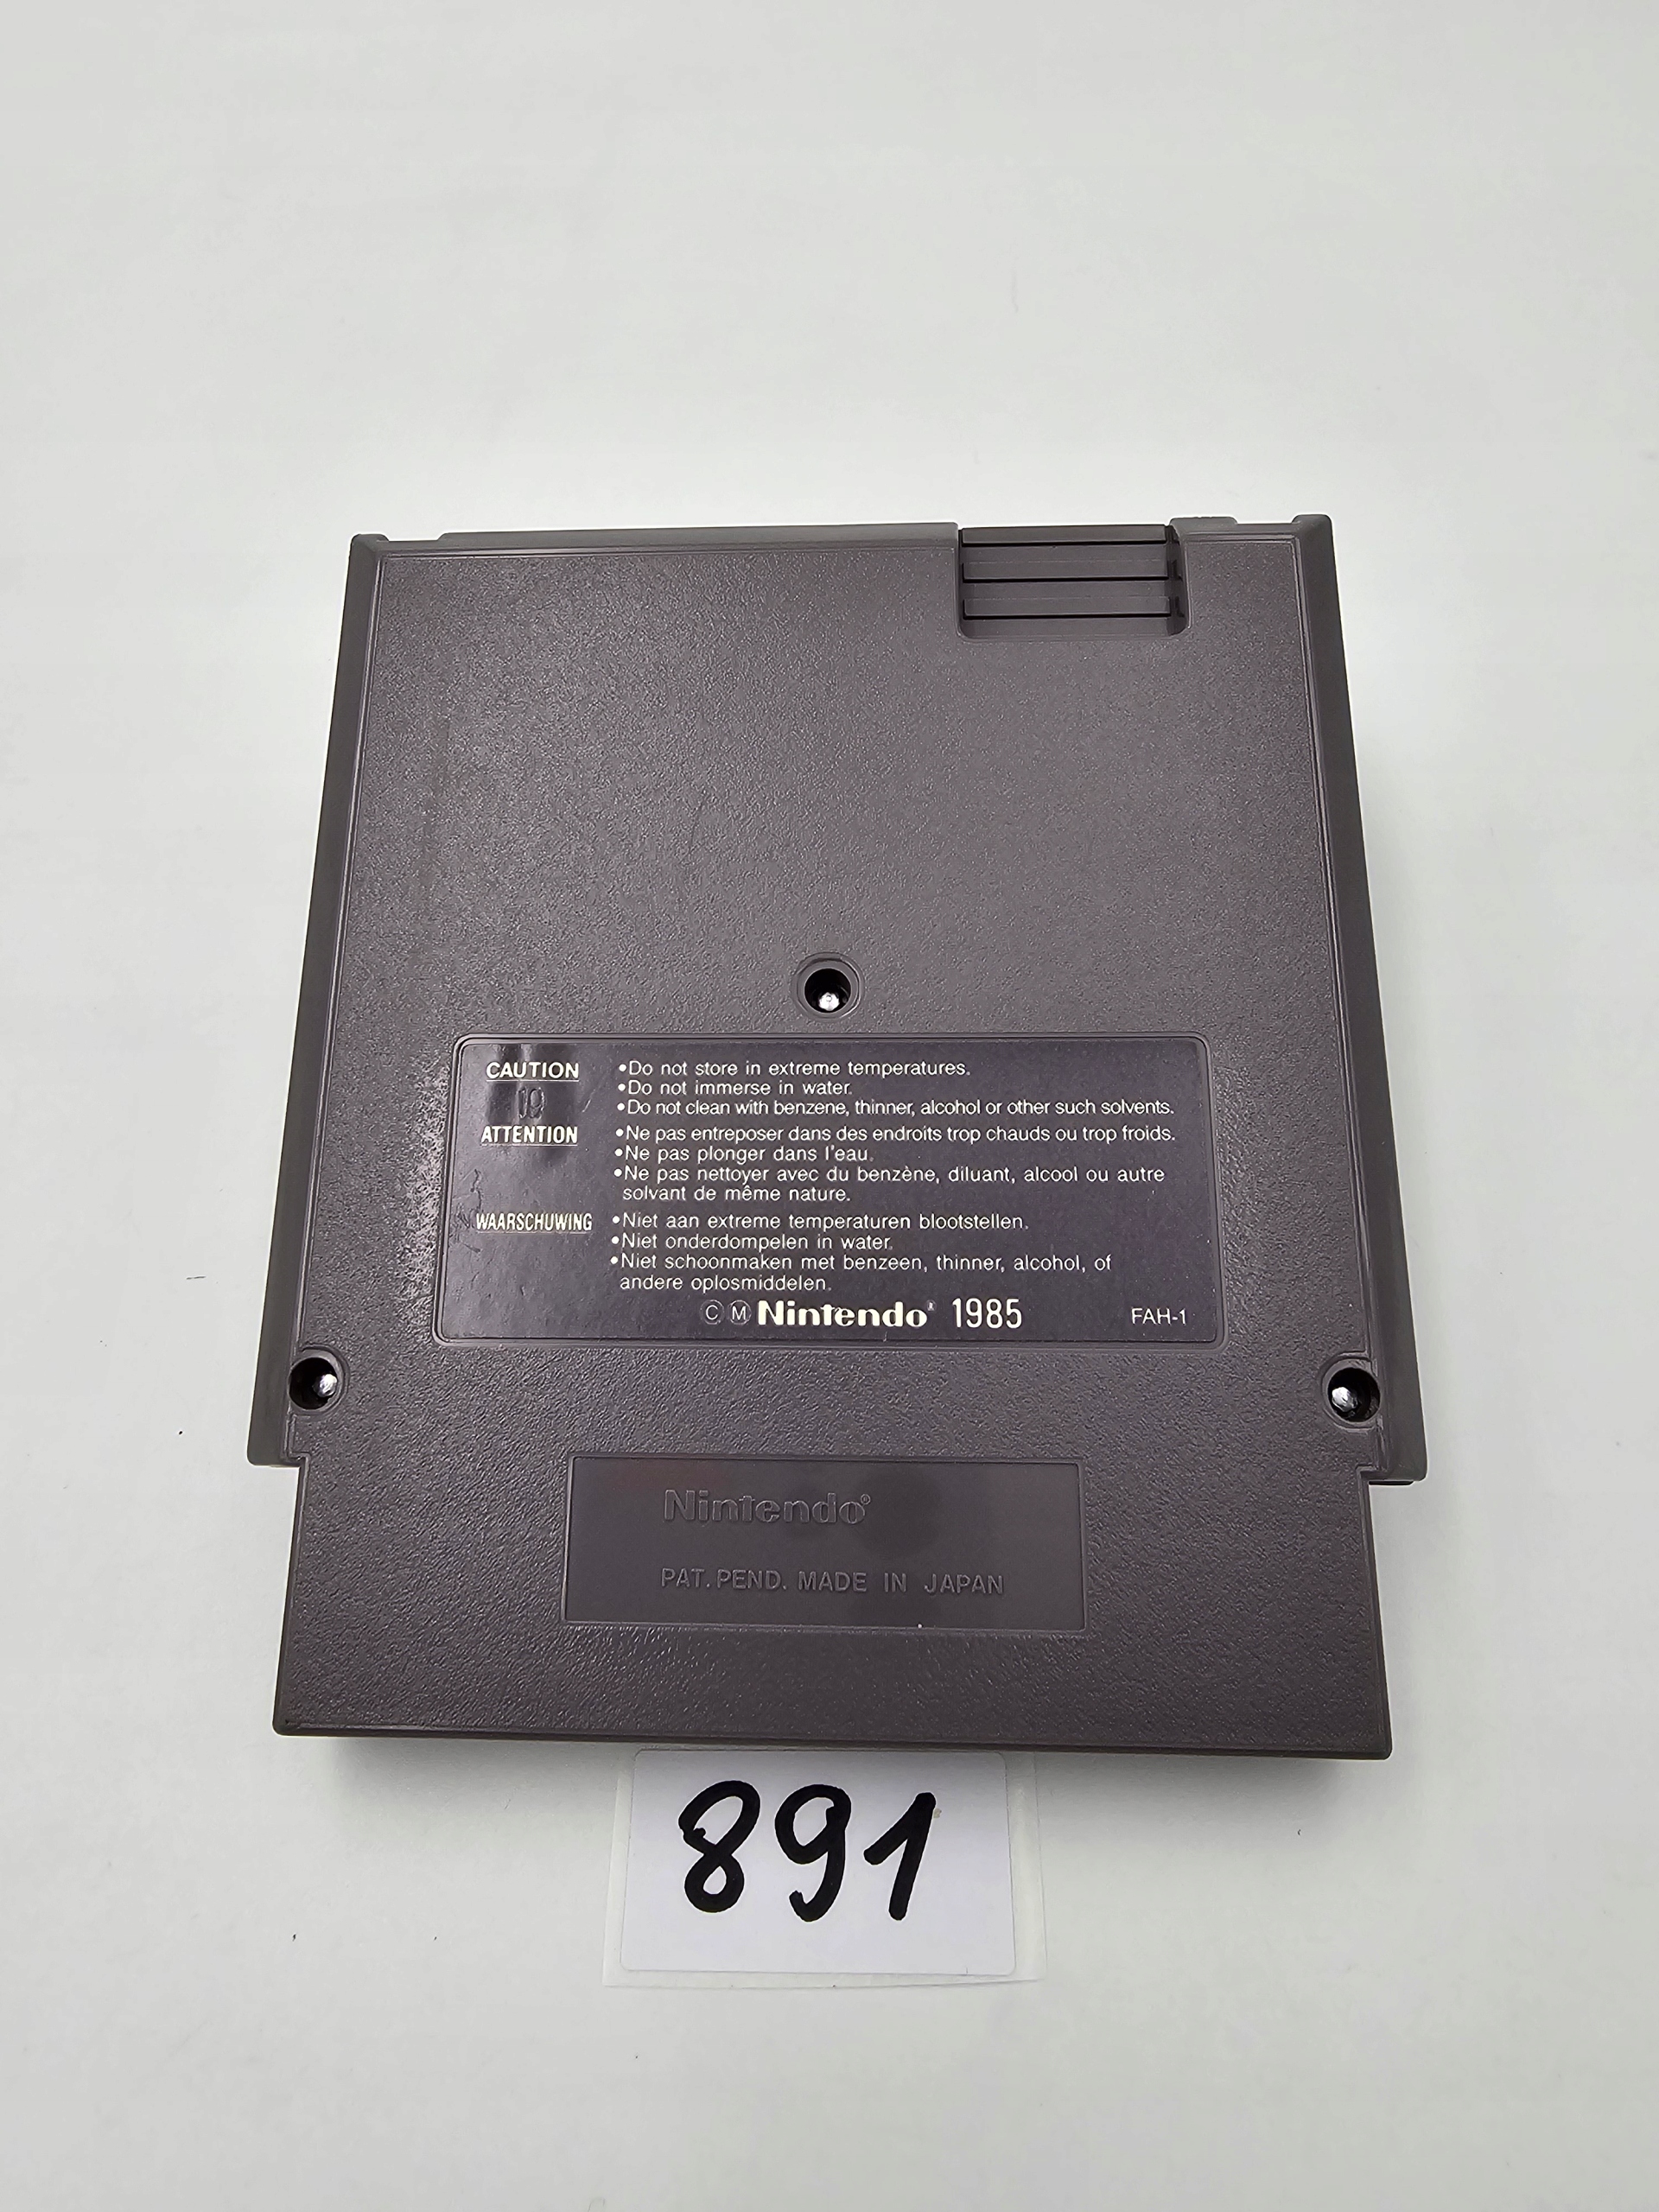 CAUTION
•Do not store in extreme temperatures.
•Do not immerse in water.
•Do not clean with benzene, thinner, alcohol or other such solvents.
ATTENTION
•Ne pas entreposer dans des endroits trop chauds ou trop froids.
•Ne pas plonger dans l'eau.
•Ne pas nettoyer avec du benzène, diluant, alcool ou autre
solvant de même nature.
WAARSCHUWING
•Niet aan extreme temperaturen blootstellen.
•Niet onderdompelen in water.
•Niet schoonmaken met benzeen, thinner, alcohol, of
andere oplosmiddelen.
Ⓒ Ⓜ Nintendo® 1985 FAH-1
Nintendo®
PAT. PEND. MADE IN JAPAN
891